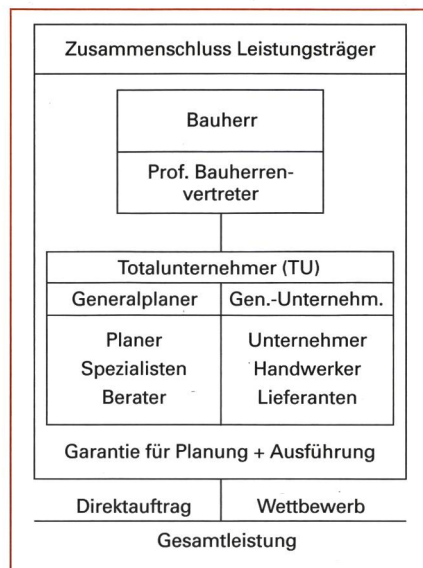 Zusammenschluss Leistungsträger
Bauherr
Prof. Bauherren-
vertreter
Totalunternehmer (TU)
Generalplaner Gen.-Unternehm.
Planer Unternehmer
Spezialisten Handwerker
Berater Lieferanten
Garantie für Planung + Ausführung
Direktauftrag Wettbewerb
Gesamtleistung